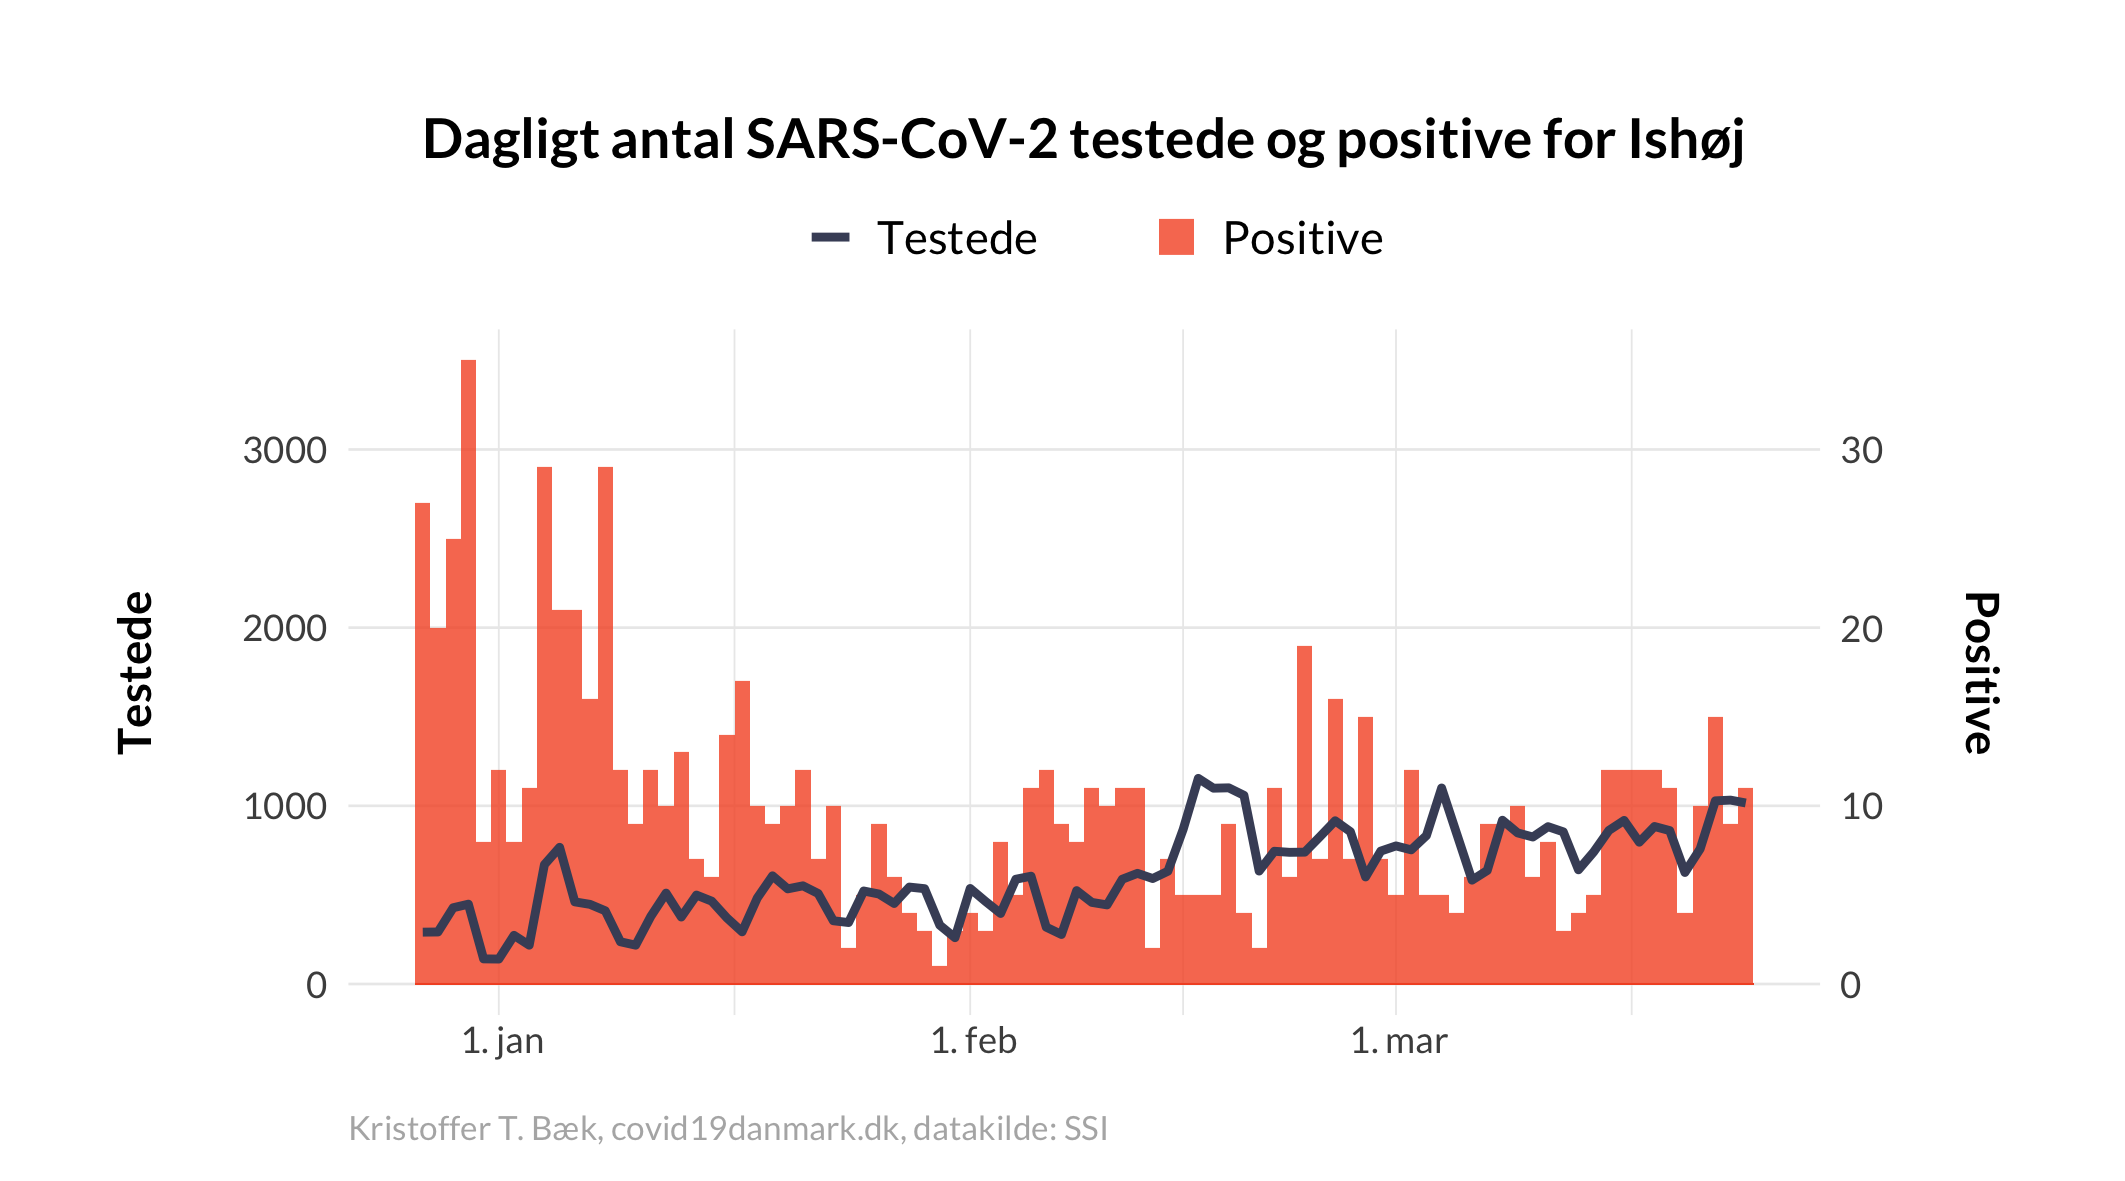 Dagligt antal SARS-CoV-2 testede og positive for Ishøj
Testede
Positive
3000
2000
1000
0
Testede
30
20
10
0
Positive
1. jan
1. feb
1. mar
Kristoffer T. Bæk, covid19danmark.dk, datakilde: SSI